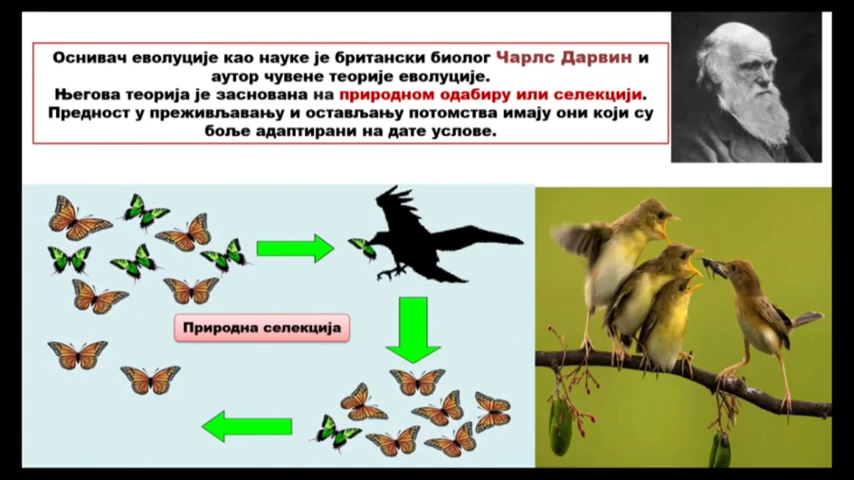 Оснивач еволуције као науке је британски биолог Чарлс Дарвин и
аутор чувене теорије еволуције.
Његова теорија је заснована на природном одабиру или селекцији.
Предност у преживљавању и остављању потомства имају они који су
боље адаптирани на дате услове.
Природна селекција